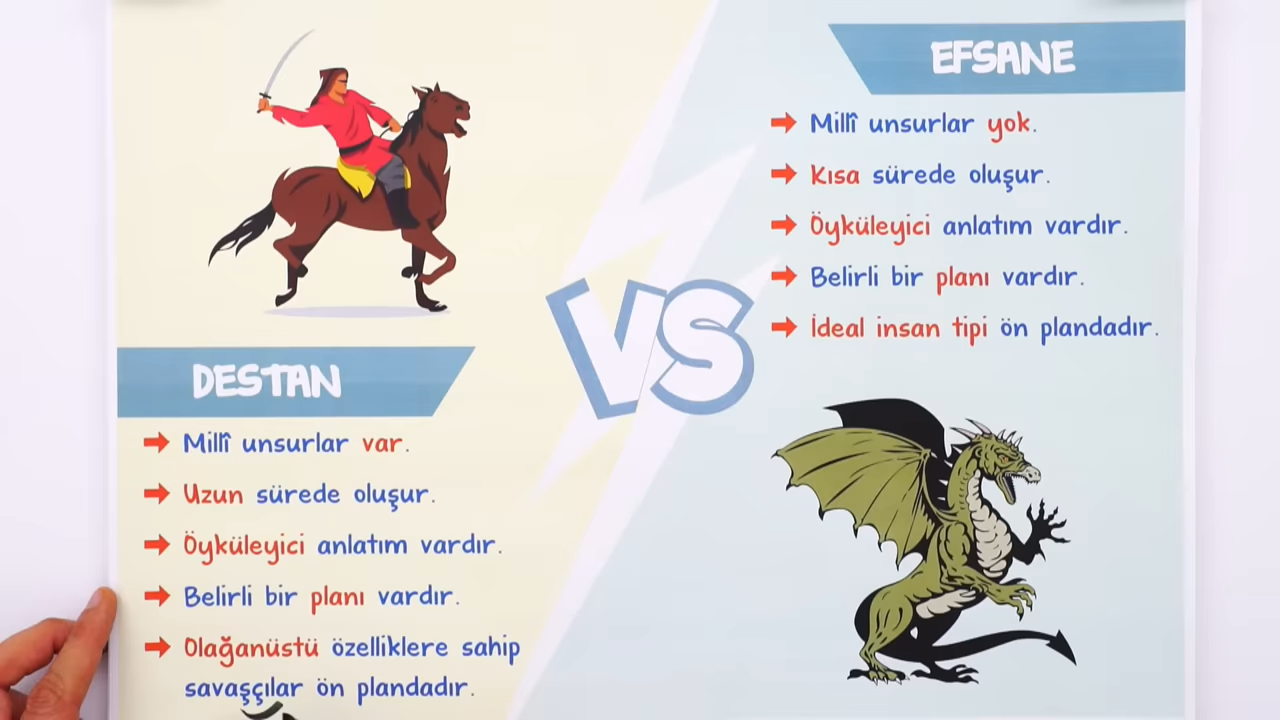 DESTAN
Millî unsurlar var.
Uzun sürede oluşur.
Öyküleyici anlatım vardır.
Belirli bir planı vardır.
Olağanüstü özelliklere sahip
savaşçılar ön plandadır.
VS
EFSANE
Millî unsurlar yok.
Kısa sürede oluşur.
Öyküleyici anlatım vardır.
Belirli bir planı vardır.
İdeal insan tipi ön plandadır.